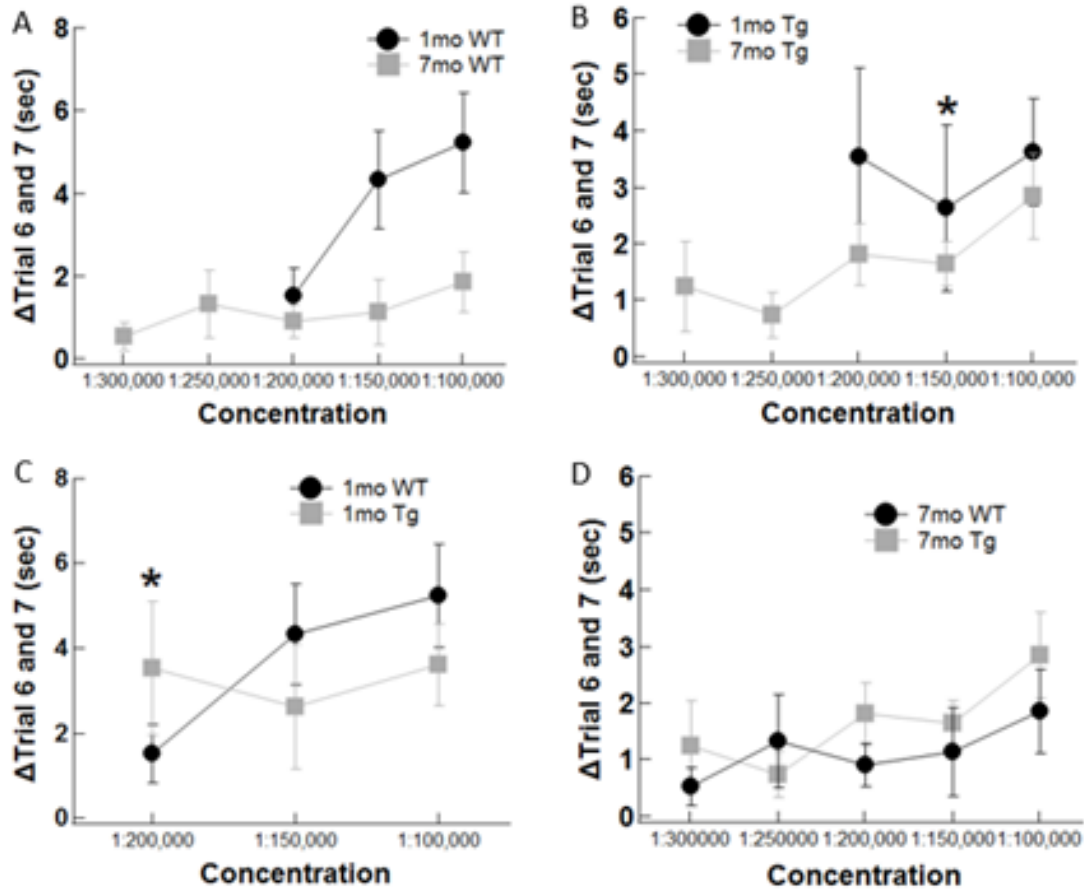 A
ΔTrial 6 and 7 (sec)
8
6
4
2
0
1mo WT
7mo WT
1:300,000 1:250,000 1:200,000 1:150,000 1:100,000
Concentration
B
ΔTrial 6 and 7 (sec)
6
5
4
3
2
1
0
1mo Tg
7mo Tg
*
1:300,000 1:250,000 1:200,000 1:150,000 1:100,000
Concentration
C
ΔTrial 6 and 7 (sec)
8
6
4
2
0
1mo WT
1mo Tg
*
1:200,000 1:150,000 1:100,000
Concentration
D
ΔTrial 6 and 7 (sec)
6
5
4
3
2
1
0
7mo WT
7mo Tg
1:300000 1:250000 1:200,000 1:150,000 1:100,000
Concentration